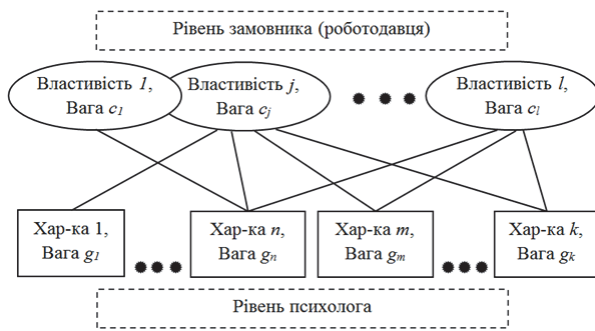 Рівень замовника (роботодавця)
Властивість 1,
Вага c1
Властивість j,
Вага cj
Властивість l,
Вага cl
Хар-ка 1,
Вага g1
Хар-ка n,
Вага gn
Хар-ка m,
Вага gm
Хар-ка k,
Вага gk
Рівень психолога